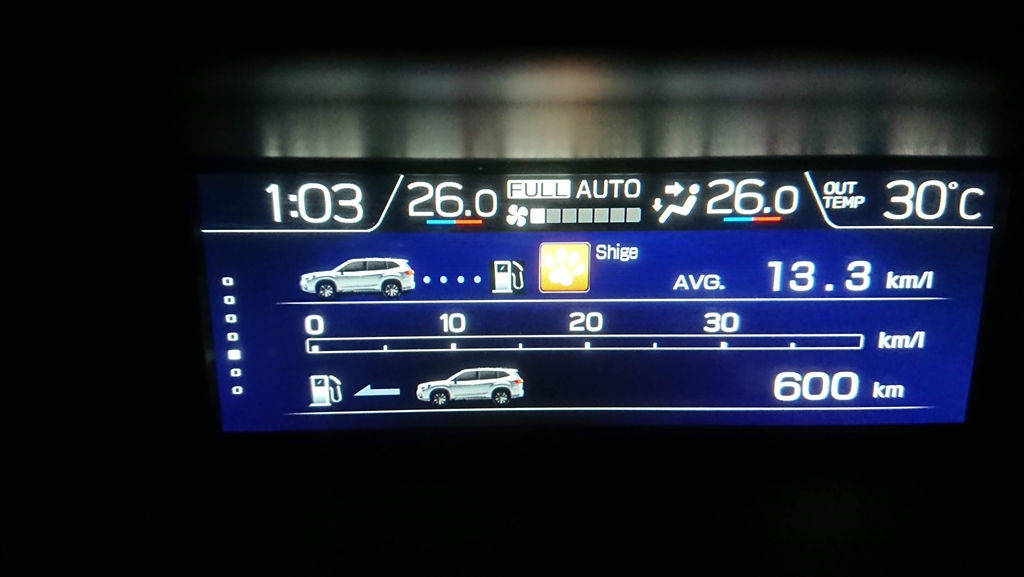 1:03 26.0 FULL AUTO 26.0 OUT TEMP 30°C
Shige
AVG. 13.3 km/l
0 10 20 30
km/l
600 km